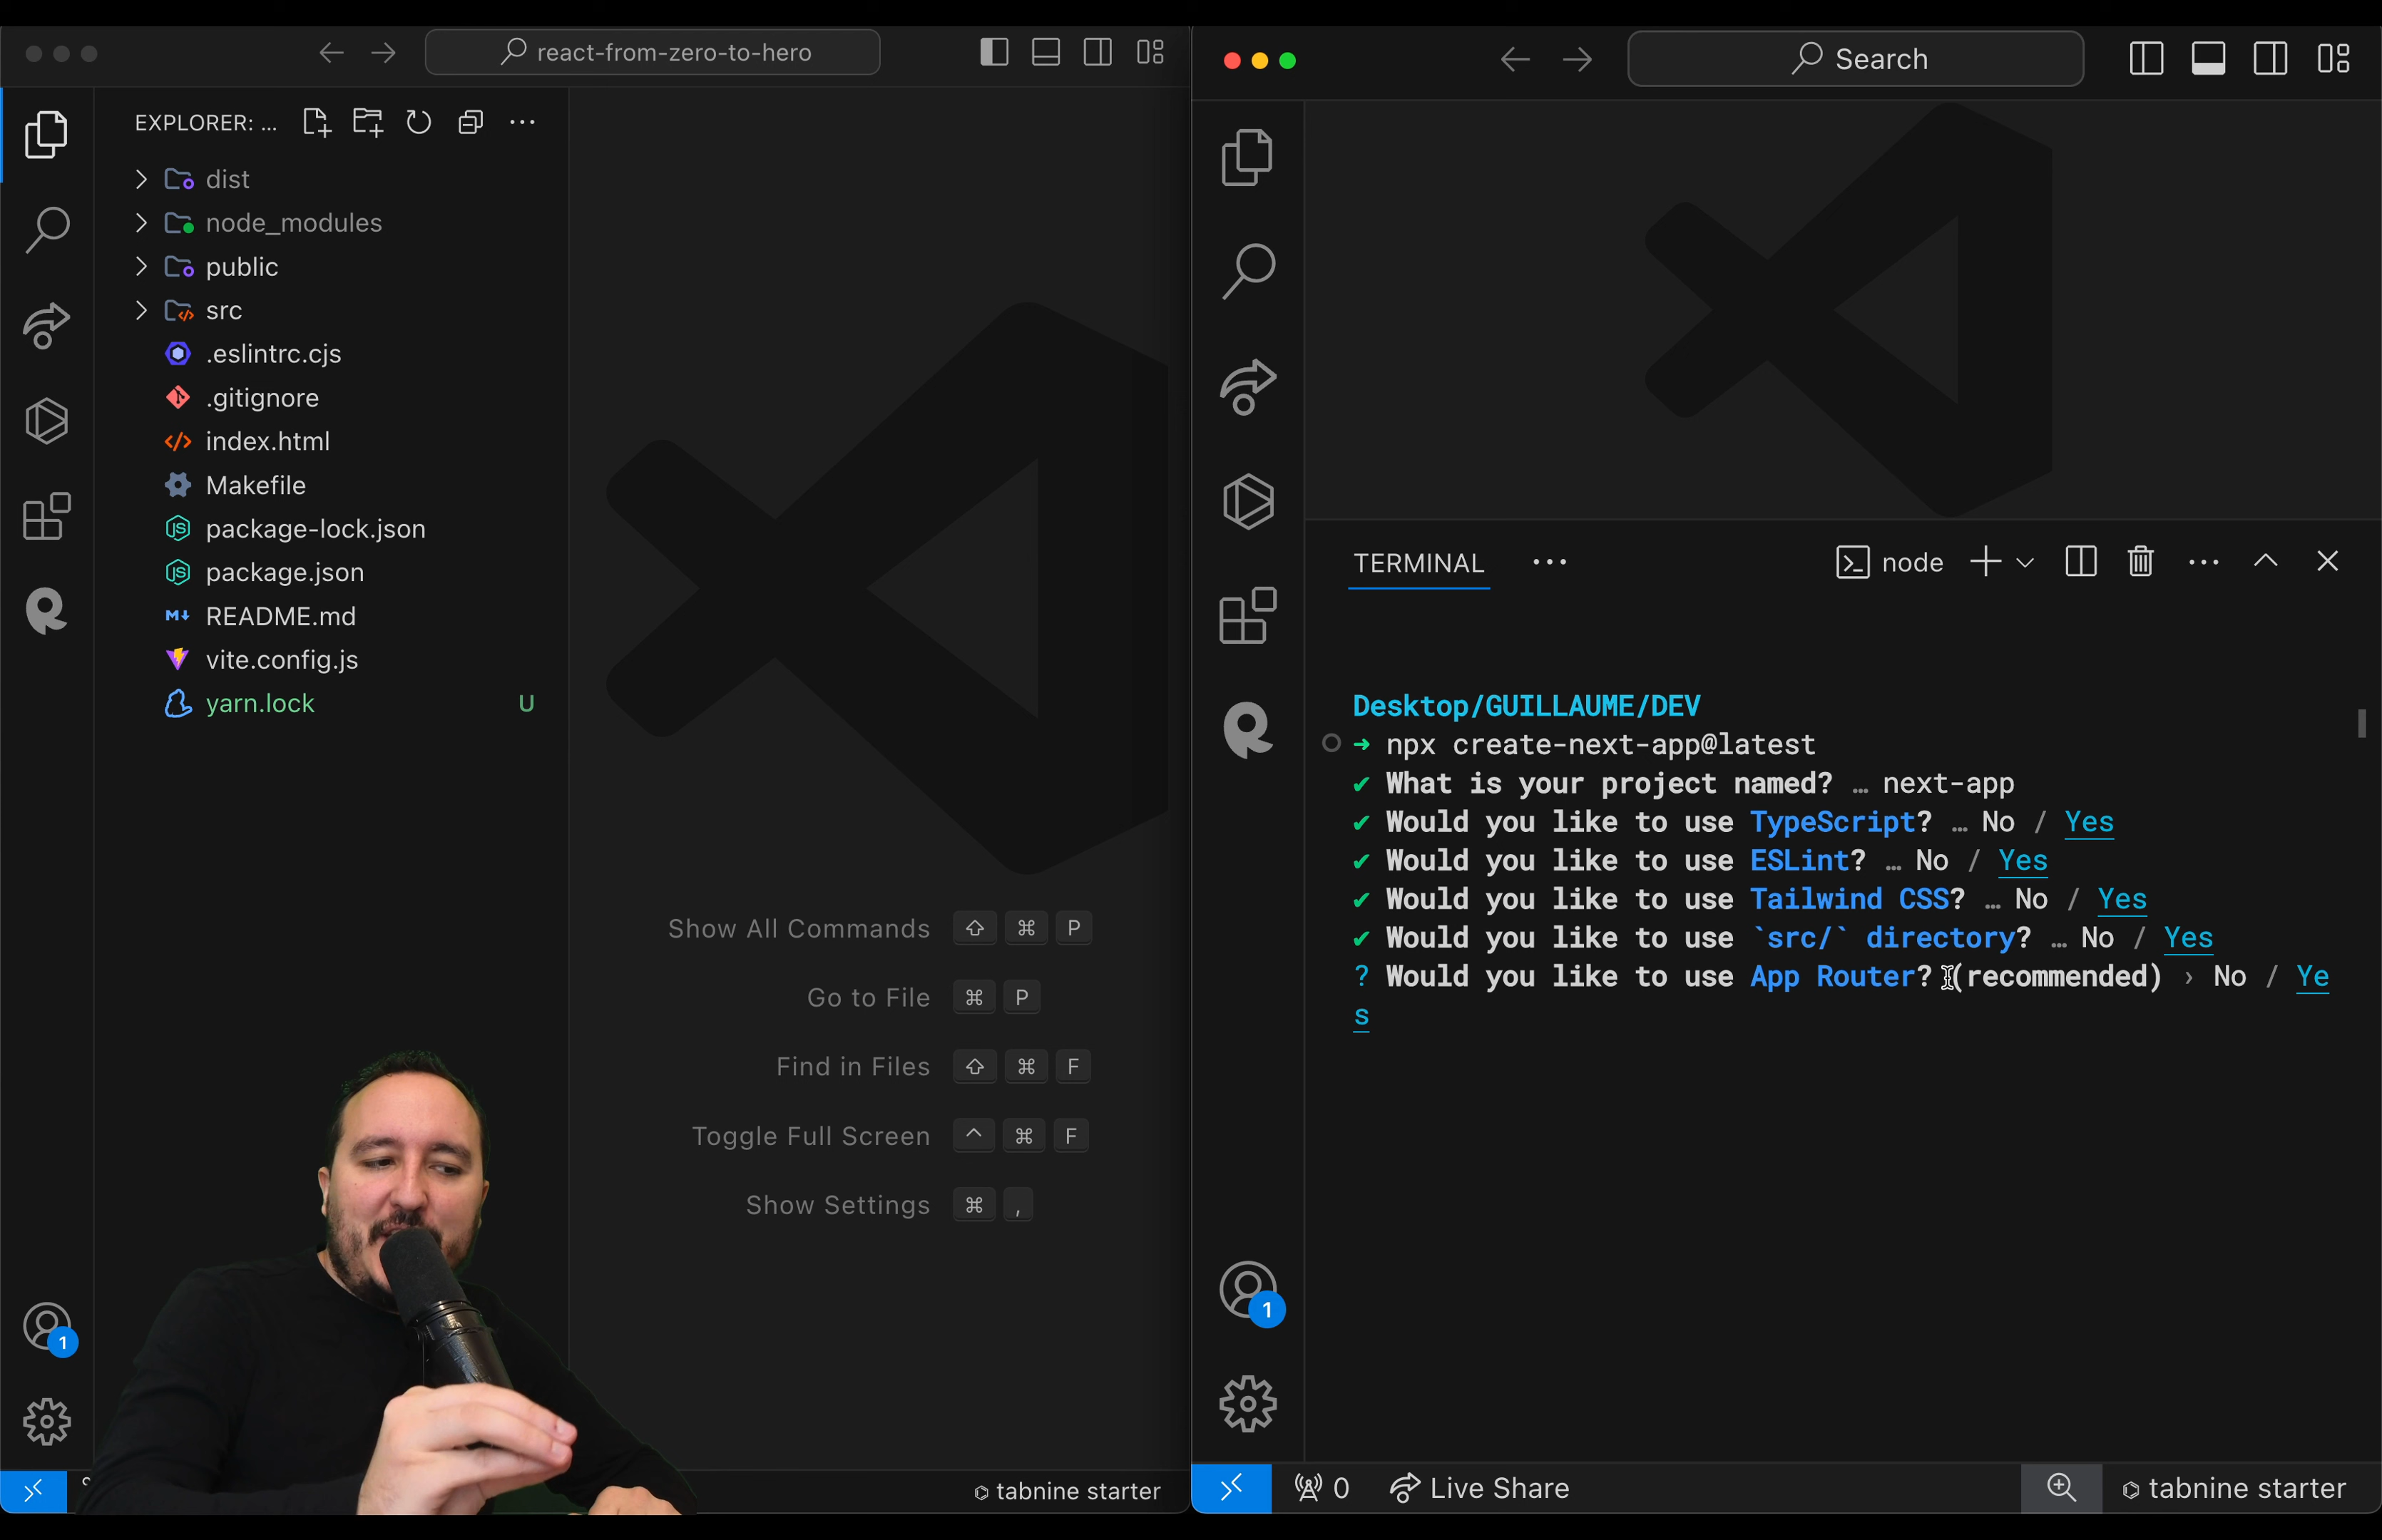 react-from-zero-to-hero
EXPLORER: ...
dist
node_modules
public
src
.eslintrc.cjs
.gitignore
index.html
Makefile
package-lock.json
package.json
README.md
vite.config.js
yarn.lock U
Show All Commands ⇧ ⌘ P
Go to File ⌘ P
Find in Files ⇧ ⌘ F
Toggle Full Screen ^ ⌘ F
Show Settings ⌘ ,
1
tabnine starter
Search
TERMINAL
node
Desktop/GUILLAUME/DEV
➜ npx create-next-app@latest
✔ What is your project named? … next-app
✔ Would you like to use TypeScript? … No / Yes
✔ Would you like to use ESLint? … No / Yes
✔ Would you like to use Tailwind CSS? … No / Yes
✔ Would you like to use `src/` directory? … No / Yes
? Would you like to use App Router? (recommended) › No / Ye
s
1
0
Live Share
tabnine starter